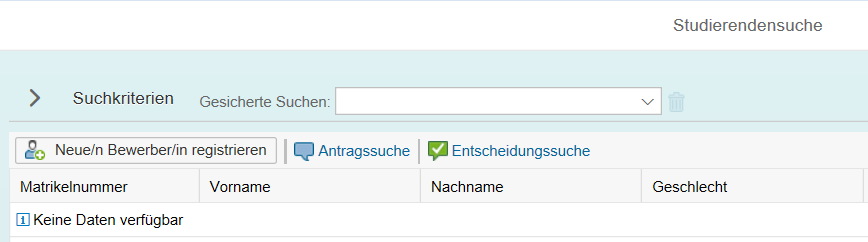 Studierendensuche
Suchkriterien Gesicherte Suchen:
Neue/n Bewerber/in registrieren Antragssuche Entscheidungssuche
Matrikelnummer Vorname Nachname Geschlecht
Keine Daten verfügbar